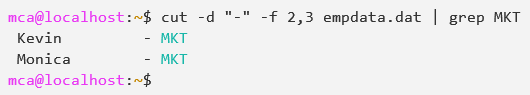 mca@localhost:~$ cut -d "-" -f 2,3 empdata.dat | grep MKT
 Kevin         - MKT
 Monica        - MKT
mca@localhost:~$